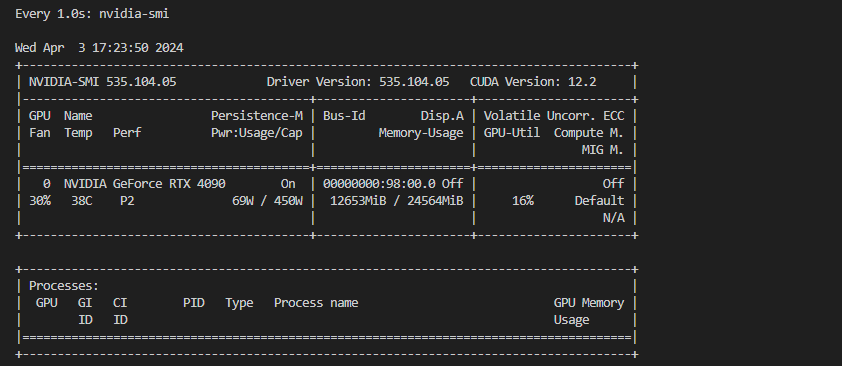 Every 1.0s: nvidia-smi
Wed Apr  3 17:23:50 2024
+---------------------------------------------------------------------------------------+
| NVIDIA-SMI 535.104.05             Driver Version: 535.104.05   CUDA Version: 12.2     |
|-----------------------------------------+----------------------+----------------------+
| GPU  Name                 Persistence-M | Bus-Id        Disp.A | Volatile Uncorr. ECC |
| Fan  Temp   Perf          Pwr:Usage/Cap |         Memory-Usage | GPU-Util  Compute M. |
|                                         |                      |               MIG M. |
|=========================================+======================+======================|
|   0  NVIDIA GeForce RTX 4090        On  | 00000000:98:00.0 Off |                  Off |
| 30%   38C    P2              69W / 450W |  12653MiB / 24564MiB |     16%      Default |
|                                         |                      |                  N/A |
+-----------------------------------------+----------------------+----------------------+
+---------------------------------------------------------------------------------------+
| Processes:                                                                            |
|  GPU   GI   CI        PID   Type   Process name                            GPU Memory |
|        ID   ID                                                             Usage      |
|=======================================================================================|
+---------------------------------------------------------------------------------------+